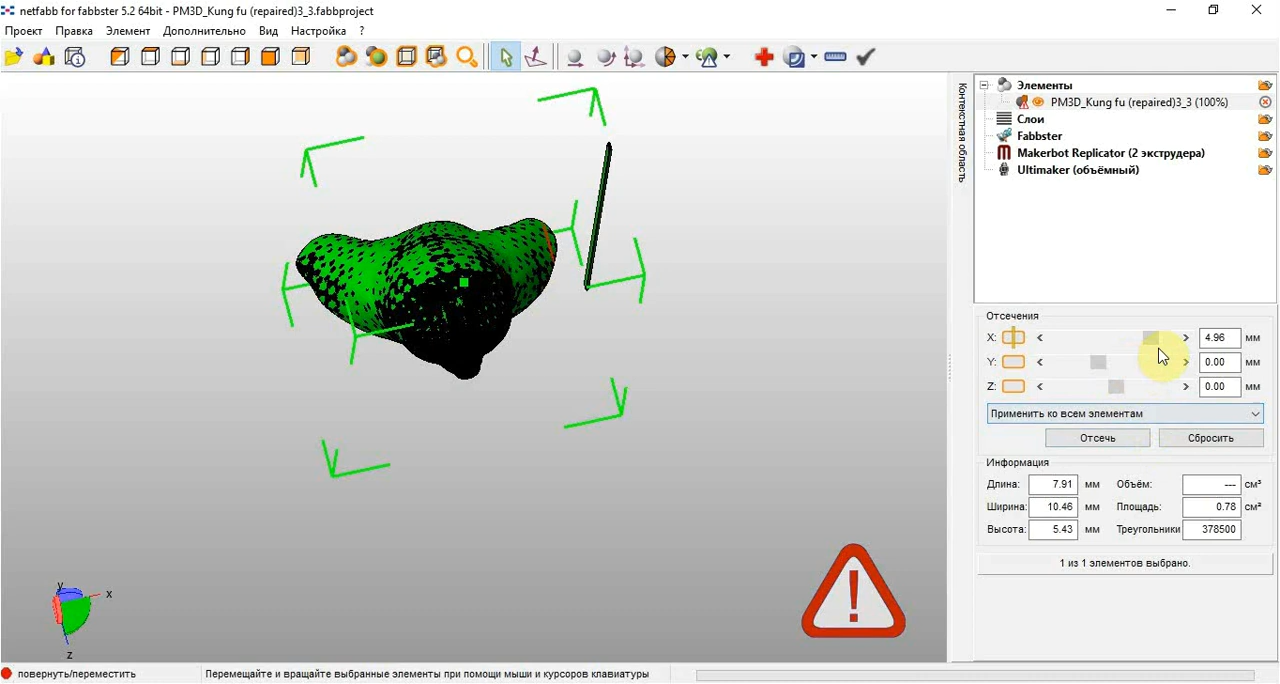 netfabb for fabbster 5.2 64bit - PM3D_Kung fu (repaired)3_3.fabbproject
Проект Правка Элемент Дополнительно Вид Настройка ?
Контекстная область
Элементы
PM3D_Kung fu (repaired)3_3 (100%)
Слои
Fabbster
Makerbot Replicator (2 экструдера)
Ultimaker (объёмный)
Отсечения
X: < > 4.96 мм
Y: < > 0.00 мм
Z: < > 0.00 мм
Применить ко всем элементам
Отсечь Сбросить
Информация
Длина: 7.91 мм Объём: --- см³
Ширина: 10.46 мм Площадь: 0.78 см²
Высота: 5.43 мм Треугольники 378500
1 из 1 элементов выбрано.
y
x
z
повернуть/переместить Перемещайте и вращайте выбранные элементы при помощи мыши и курсоров клавиатуры